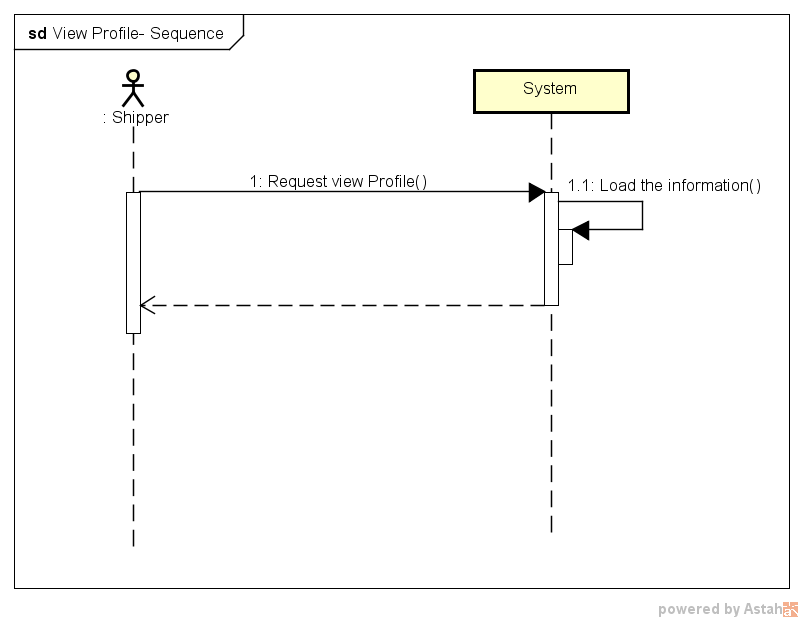 sd View Profile- Sequence
: Shipper
System
1: Request view Profile()
1.1: Load the information()
powered by Astah